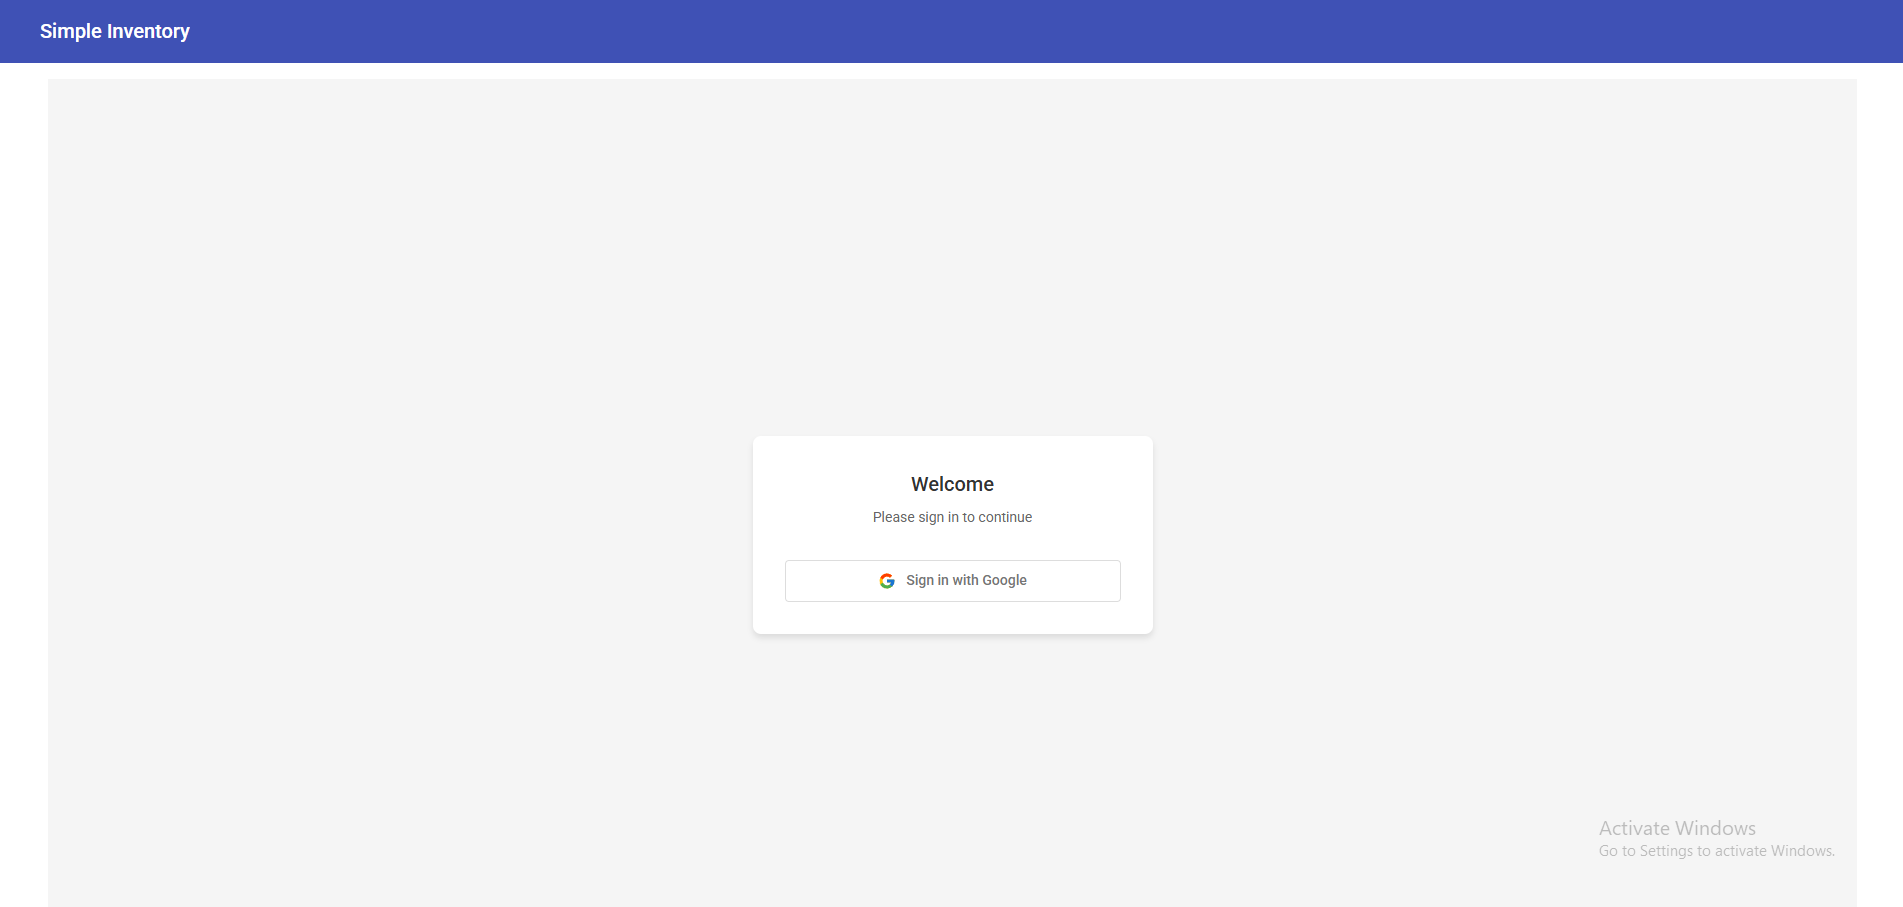 Simple Inventory
Welcome
Please sign in to continue
Sign in with Google
Activate Windows
Go to Settings to activate Windows.